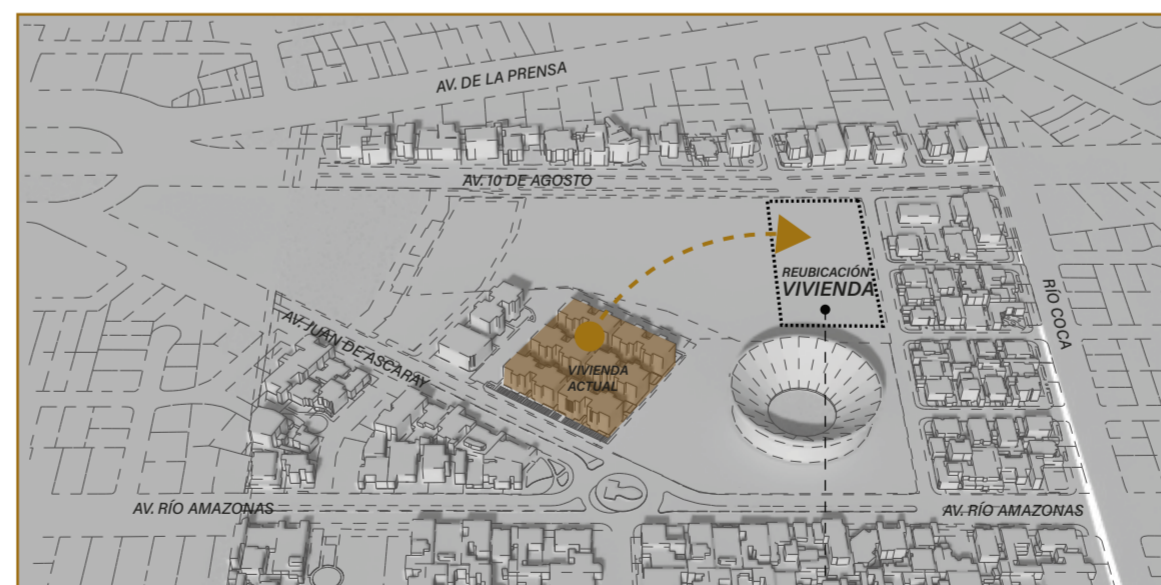 AV. DE LA PRENSA
AV. 10 DE AGOSTO
REUBICACIÓN
VIVIENDA
RÍO COCA
AV. JUAN DE ASCARAY
VIVIENDA
ACTUAL
AV. RÍO AMAZONAS
AV. RÍO AMAZONAS